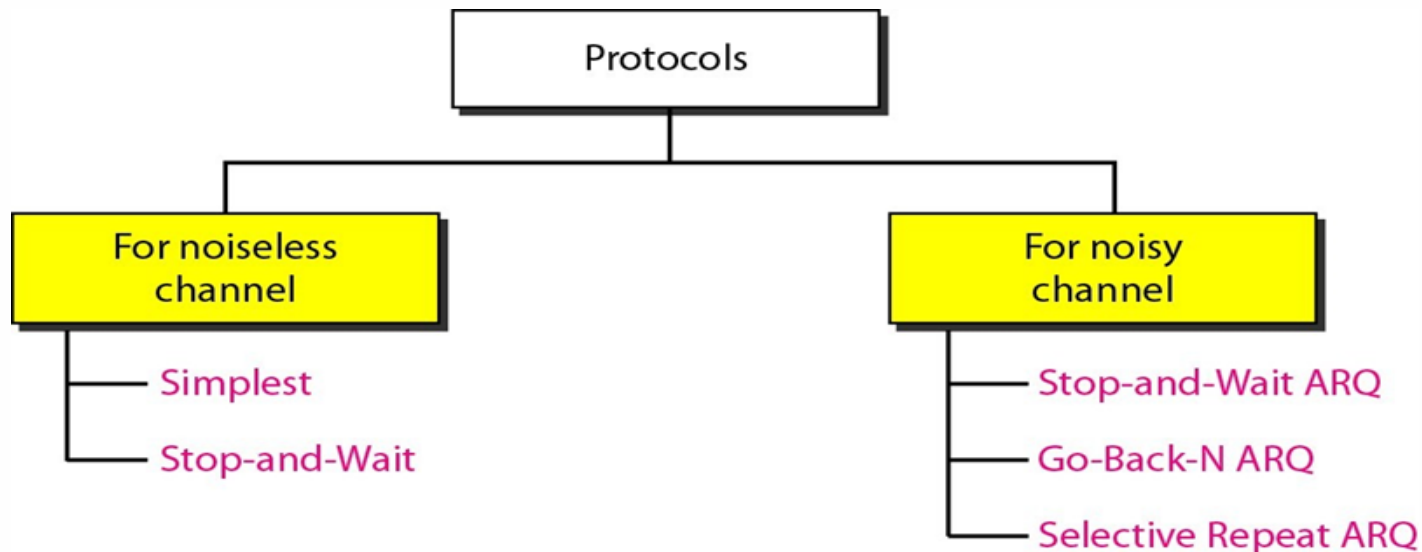 Protocols
For noiseless
channel
Simplest
Stop-and-Wait
For noisy
channel
Stop-and-Wait ARQ
Go-Back-N ARQ
Selective Repeat ARQ